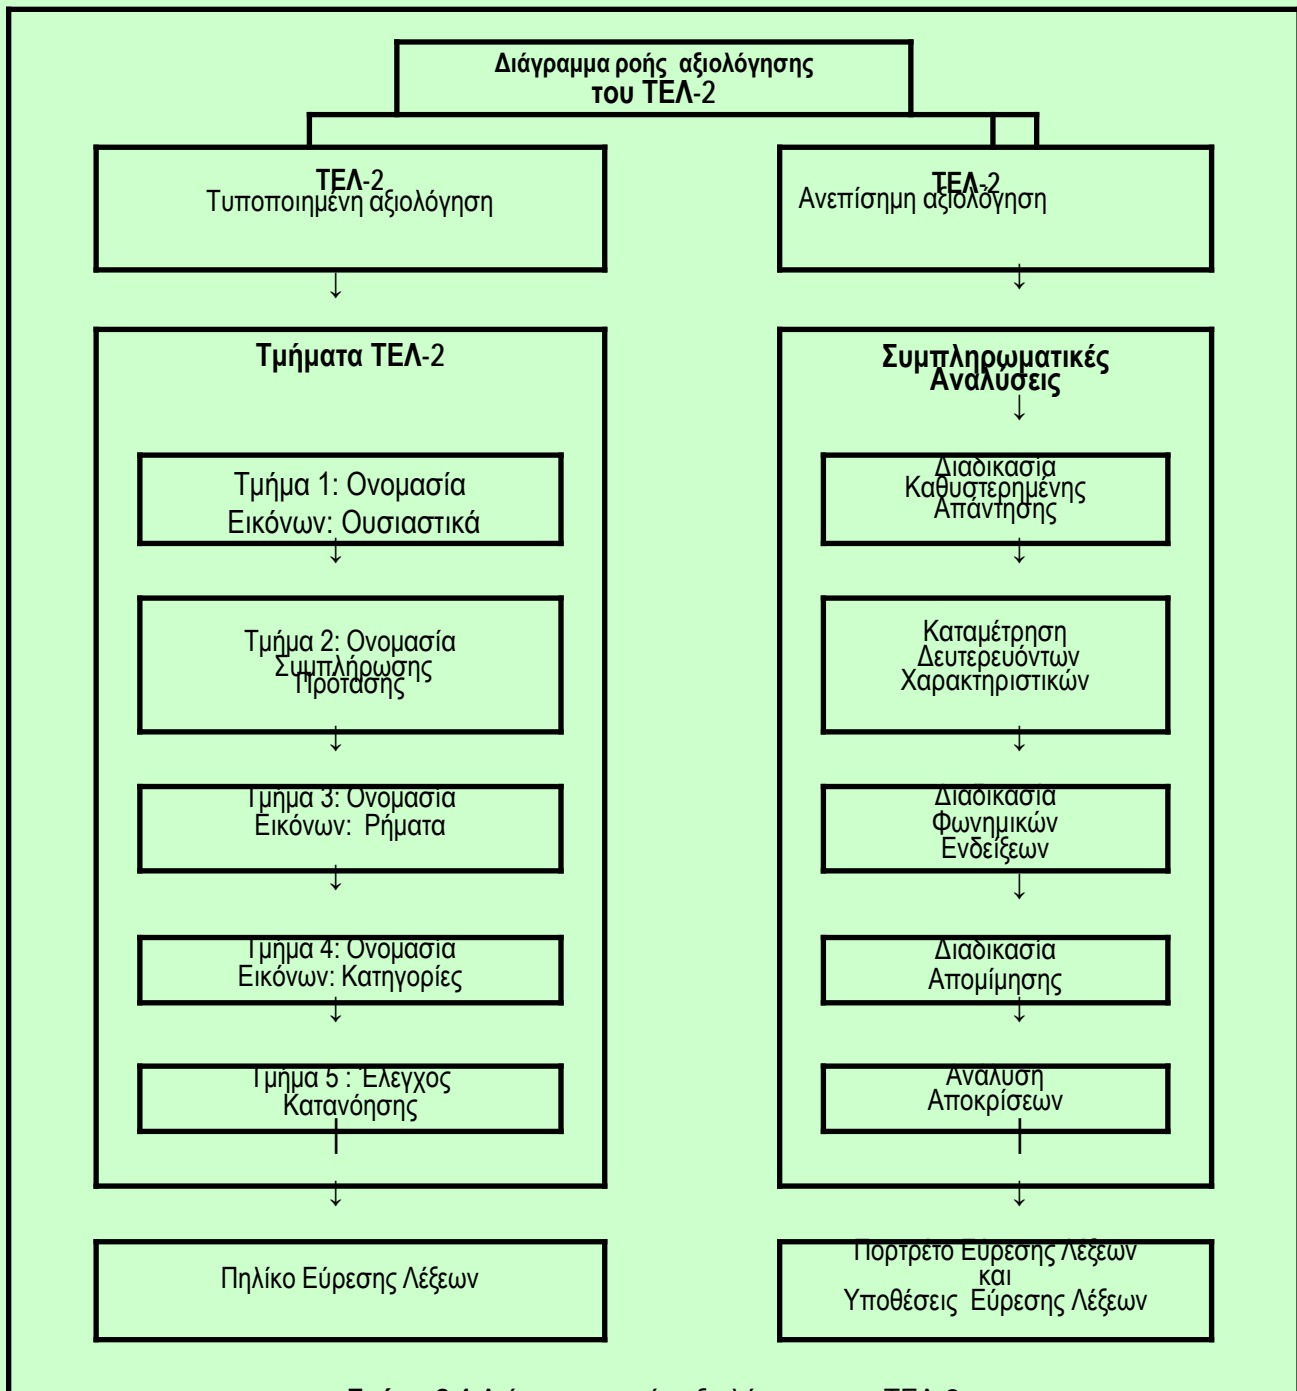 Διάγραμμα ροής αξιολόγησης
του ΤΕΛ-2
ΤΕΛ-2
Τυποποιημένη αξιολόγηση
ΤΕΛ-2
Ανεπίσημη αξιολόγηση
↓
↓
Τμήματα ΤΕΛ-2
Τμήμα 1: Ονομασία
Εικόνων: Ουσιαστικά
↓
Τμήμα 2: Ονομασία
Συμπλήρωσης
Πρότασης
↓
Τμήμα 3: Ονομασία
Εικόνων: Ρήματα
↓
Τμήμα 4: Ονομασία
Εικόνων: Κατηγορίες
↓
Τμήμα 5 : Έλεγχος
Κατανόησης
↓
Πηλίκο Εύρεσης Λέξεων
Συμπληρωματικές
Αναλύσεις
↓
Διαδικασία
Καθυστερημένης
Απάντησης
↓
Καταμέτρηση
Δευτερευόντων
Χαρακτηριστικών
↓
Διαδικασία
Φωνημικών
Ενδείξεων
↓
Διαδικασία
Απομίμησης
↓
Ανάλυση
Αποκρίσεων
↓
Πορτρέτο Εύρεσης Λέξεων
και
Υποθέσεις Εύρεσης Λέξεων